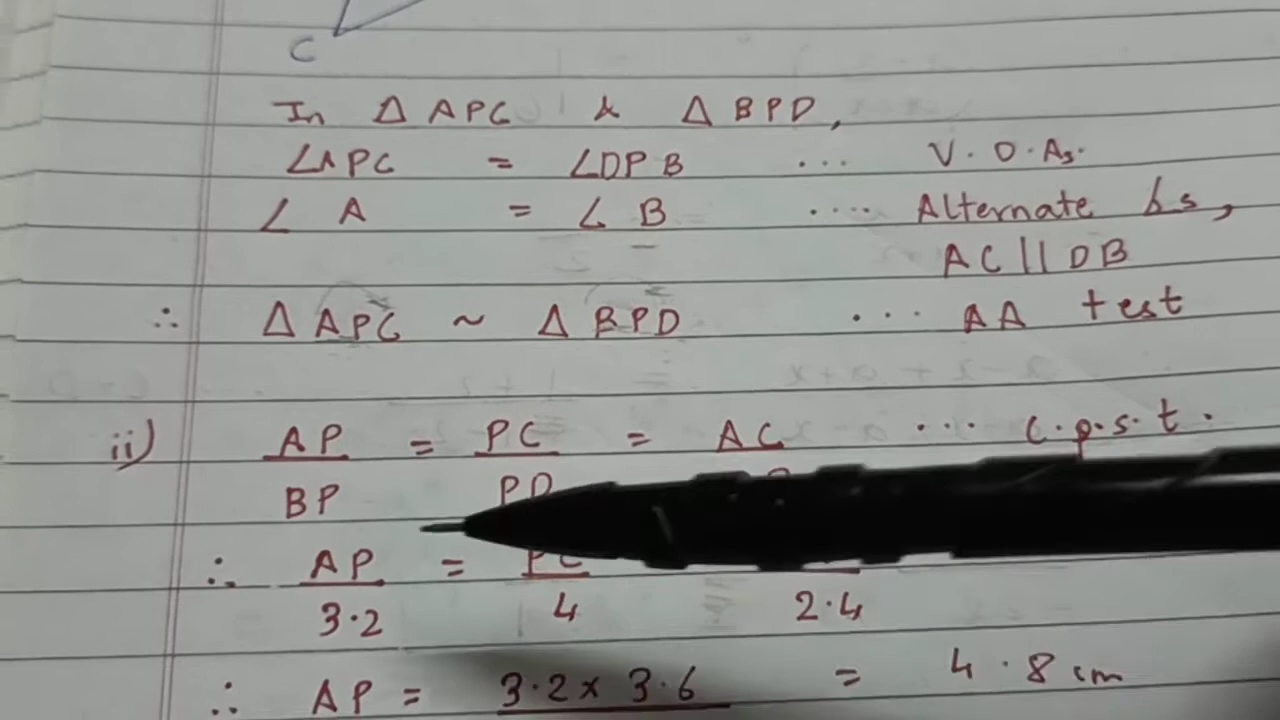 C
In Δ APC & Δ BPD,
∠APC = ∠DPB ... V.O.As.
∠ A = ∠ B .... Alternate ∠s,
AC || DB
∴ Δ APC ~ Δ BPD ... AA test
ii) AP = PC = AC ... c.p.s.t.
BP PD
∴ AP = PC
3.2 4 2.4
∴ AP = 3.2 x 3.6 = 4.8 cm